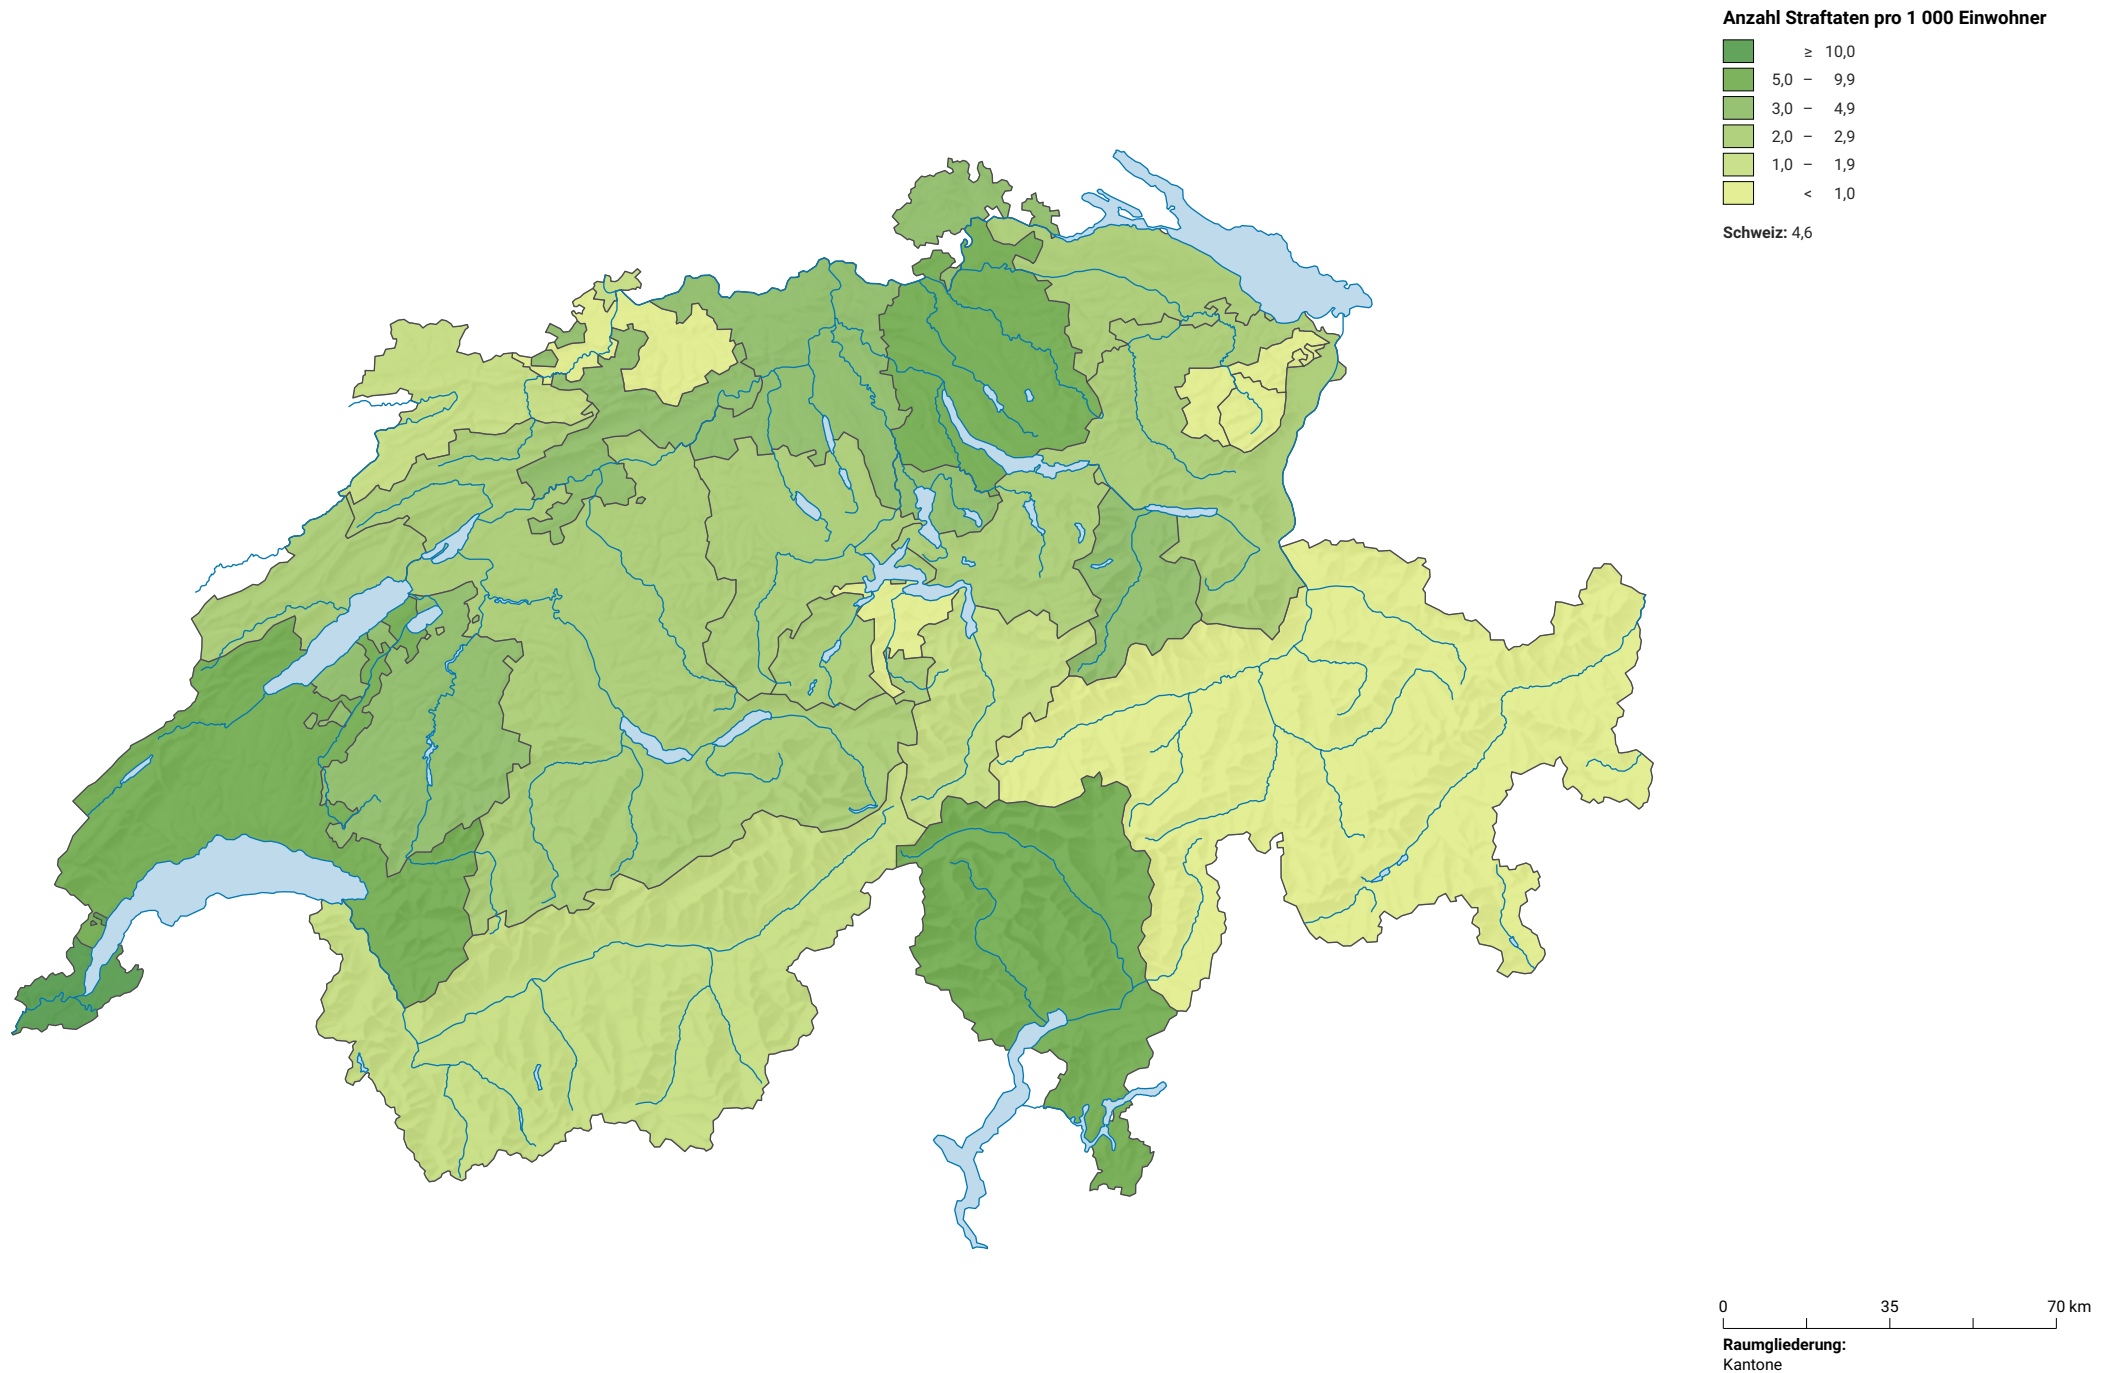 Anzahl Straftaten pro 1 000 Einwohner
≥ 10,0
5,0 – 9,9
3,0 – 4,9
2,0 – 2,9
1,0 – 1,9
< 1,0
Schweiz: 4,6
0 35 70 km
Raumgliederung:
Kantone